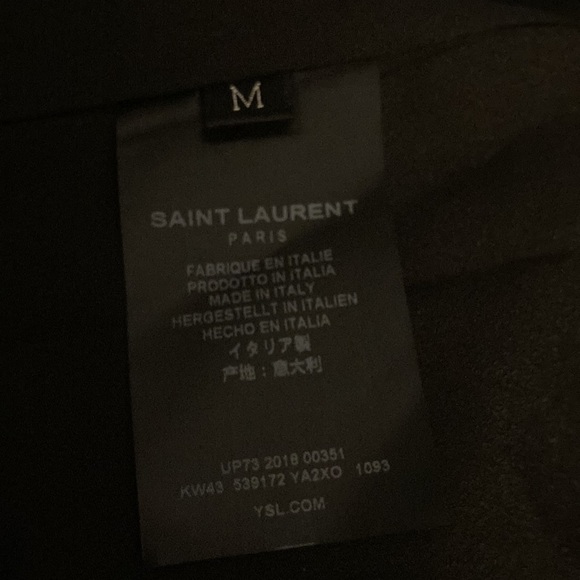 M
SAINT LAURENT
PARIS
FABRIQUE EN ITALIE
PRODOTTO IN ITALIA
MADE IN ITALY
HERGESTELLT IN ITALIEN
HECHO EN ITALIA
イタリア製
产地：意大利
UP73 2018 00351
KW43 539172 YA2XO 1093
YSL.COM